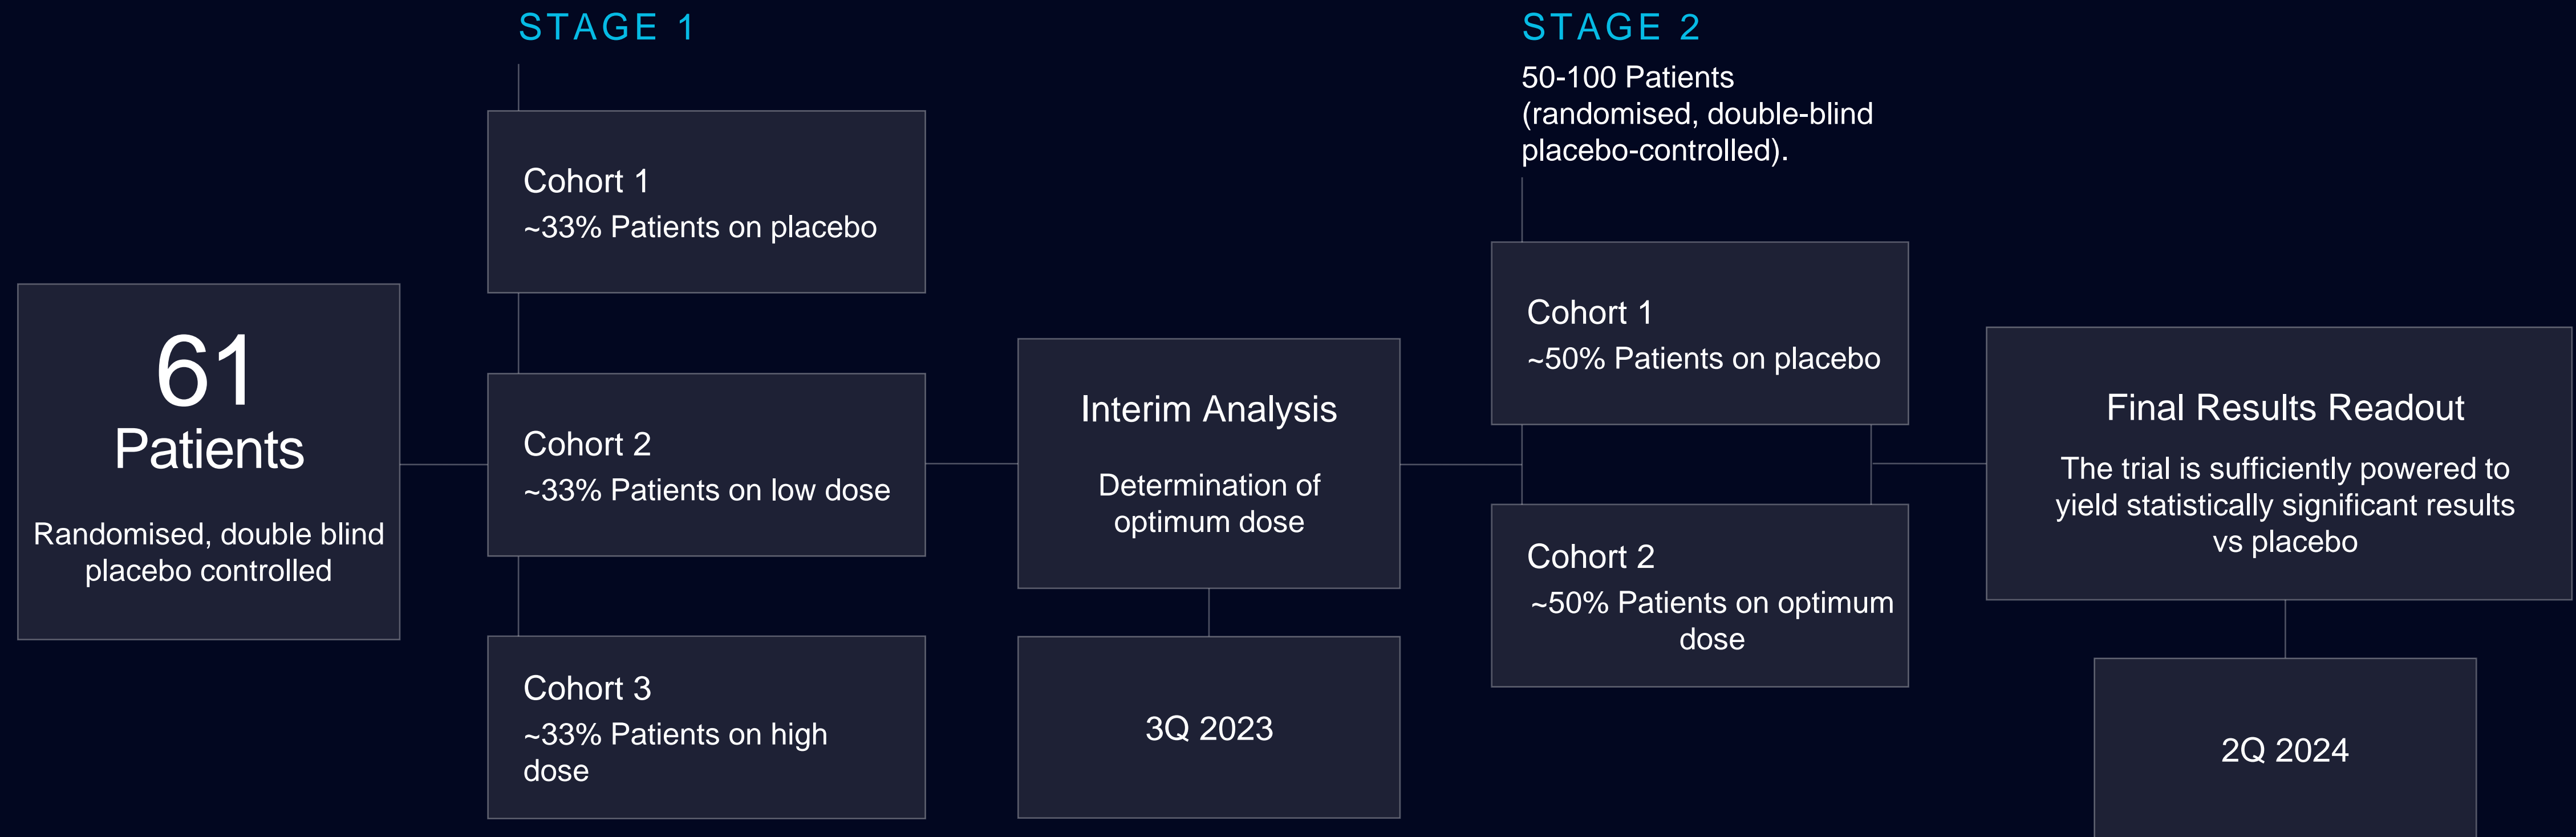 61
Patients
Randomised, double blind
placebo controlled
STAGE 1
Cohort 1
~33% Patients on placebo
Cohort 2
~33% Patients on low dose
Cohort 3
~33% Patients on high
dose
Interim Analysis
Determination of
optimum dose
3Q 2023
STAGE 2
50-100 Patients
(randomised, double-blind
placebo-controlled).
Cohort 1
~50% Patients on placebo
Cohort 2
~50% Patients on optimum
dose
Final Results Readout
The trial is sufficiently powered to
yield statistically significant results
vs placebo
2Q 2024